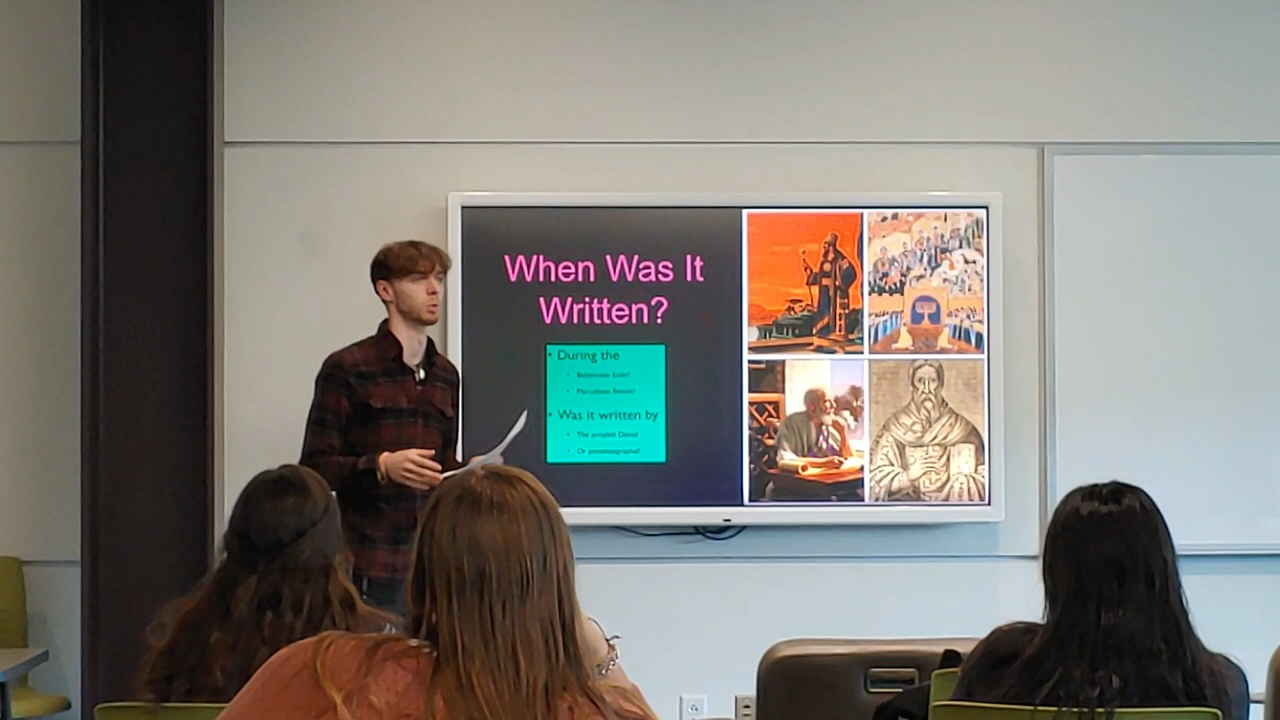 When Was It
Written?
• During the
• Babylonian Exile?
• Maccabean Revolt?
• Was it written by
• The prophet Daniel
• Or pseudepigrapha?